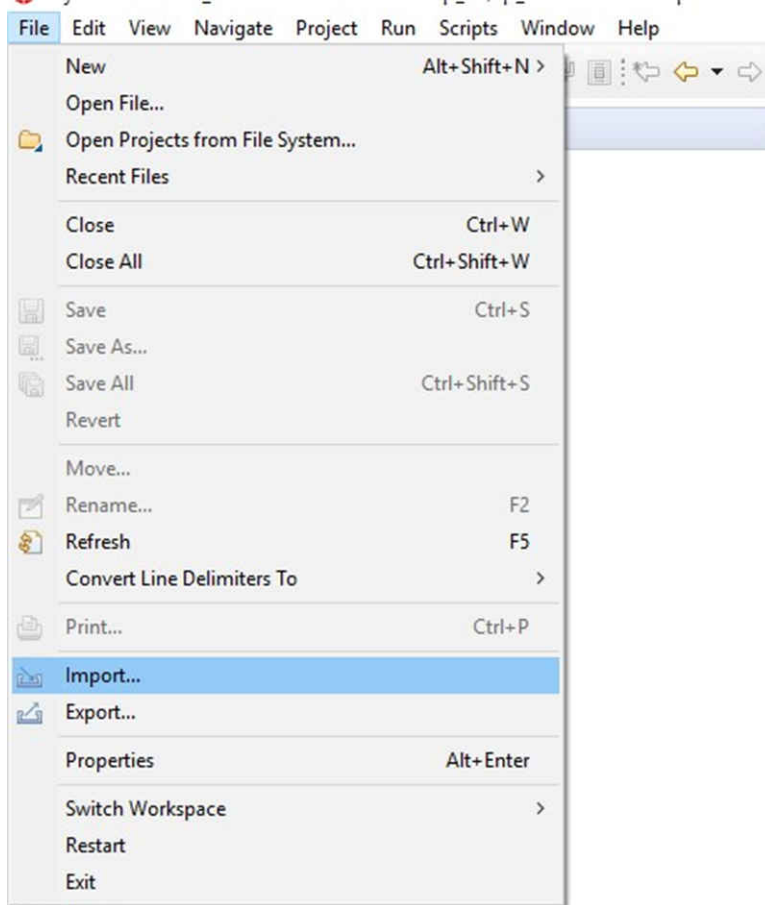 File Edit View Navigate Project Run Scripts Window Help
New Alt+Shift+N >
Open File...
Open Projects from File System...
Recent Files >
Close Ctrl+W
Close All Ctrl+Shift+W
Save Ctrl+S
Save As...
Save All Ctrl+Shift+S
Revert
Move...
Rename... F2
Refresh F5
Convert Line Delimiters To >
Print... Ctrl+P
Import...
Export...
Properties Alt+Enter
Switch Workspace >
Restart
Exit